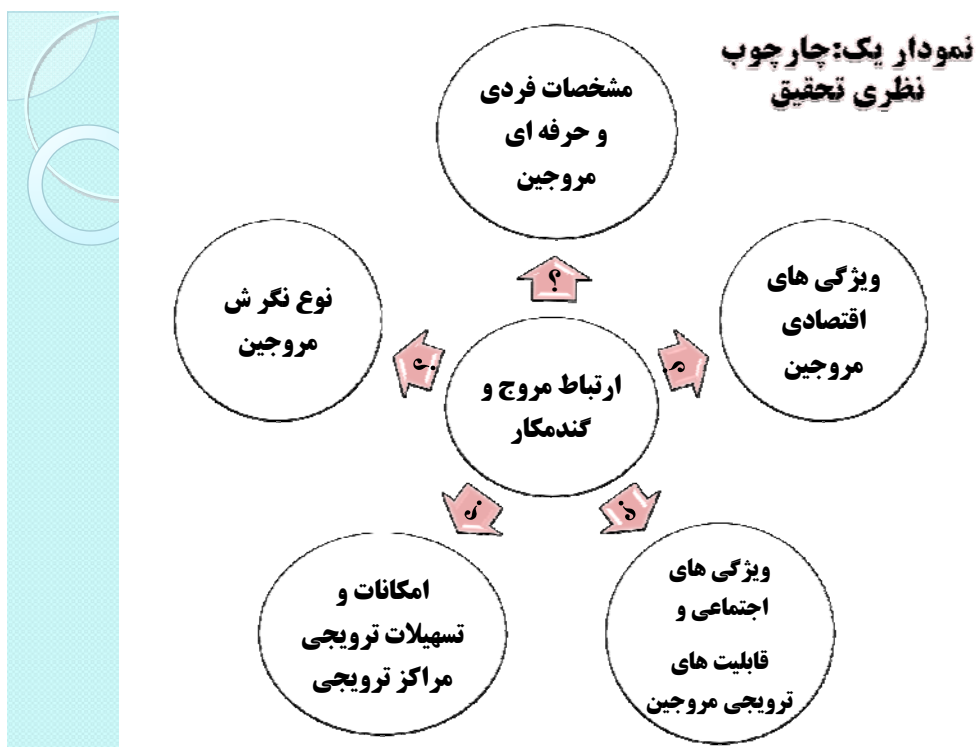 نمودار یک:چارچوب
نظری تحقیق
مشخصات فردی
و حرفه ای
مروجین
؟
ویژگی های
اقتصادی
مروجین
؟
نوع نگر ش
مروجین
؟
ارتباط مروج و
گندمکار
؟
ویژگی های
اجتماعی و
قابلیت های
ترویجی مروجین
؟
امکانات و
تسهیلات ترویجی
مراکز ترویجی